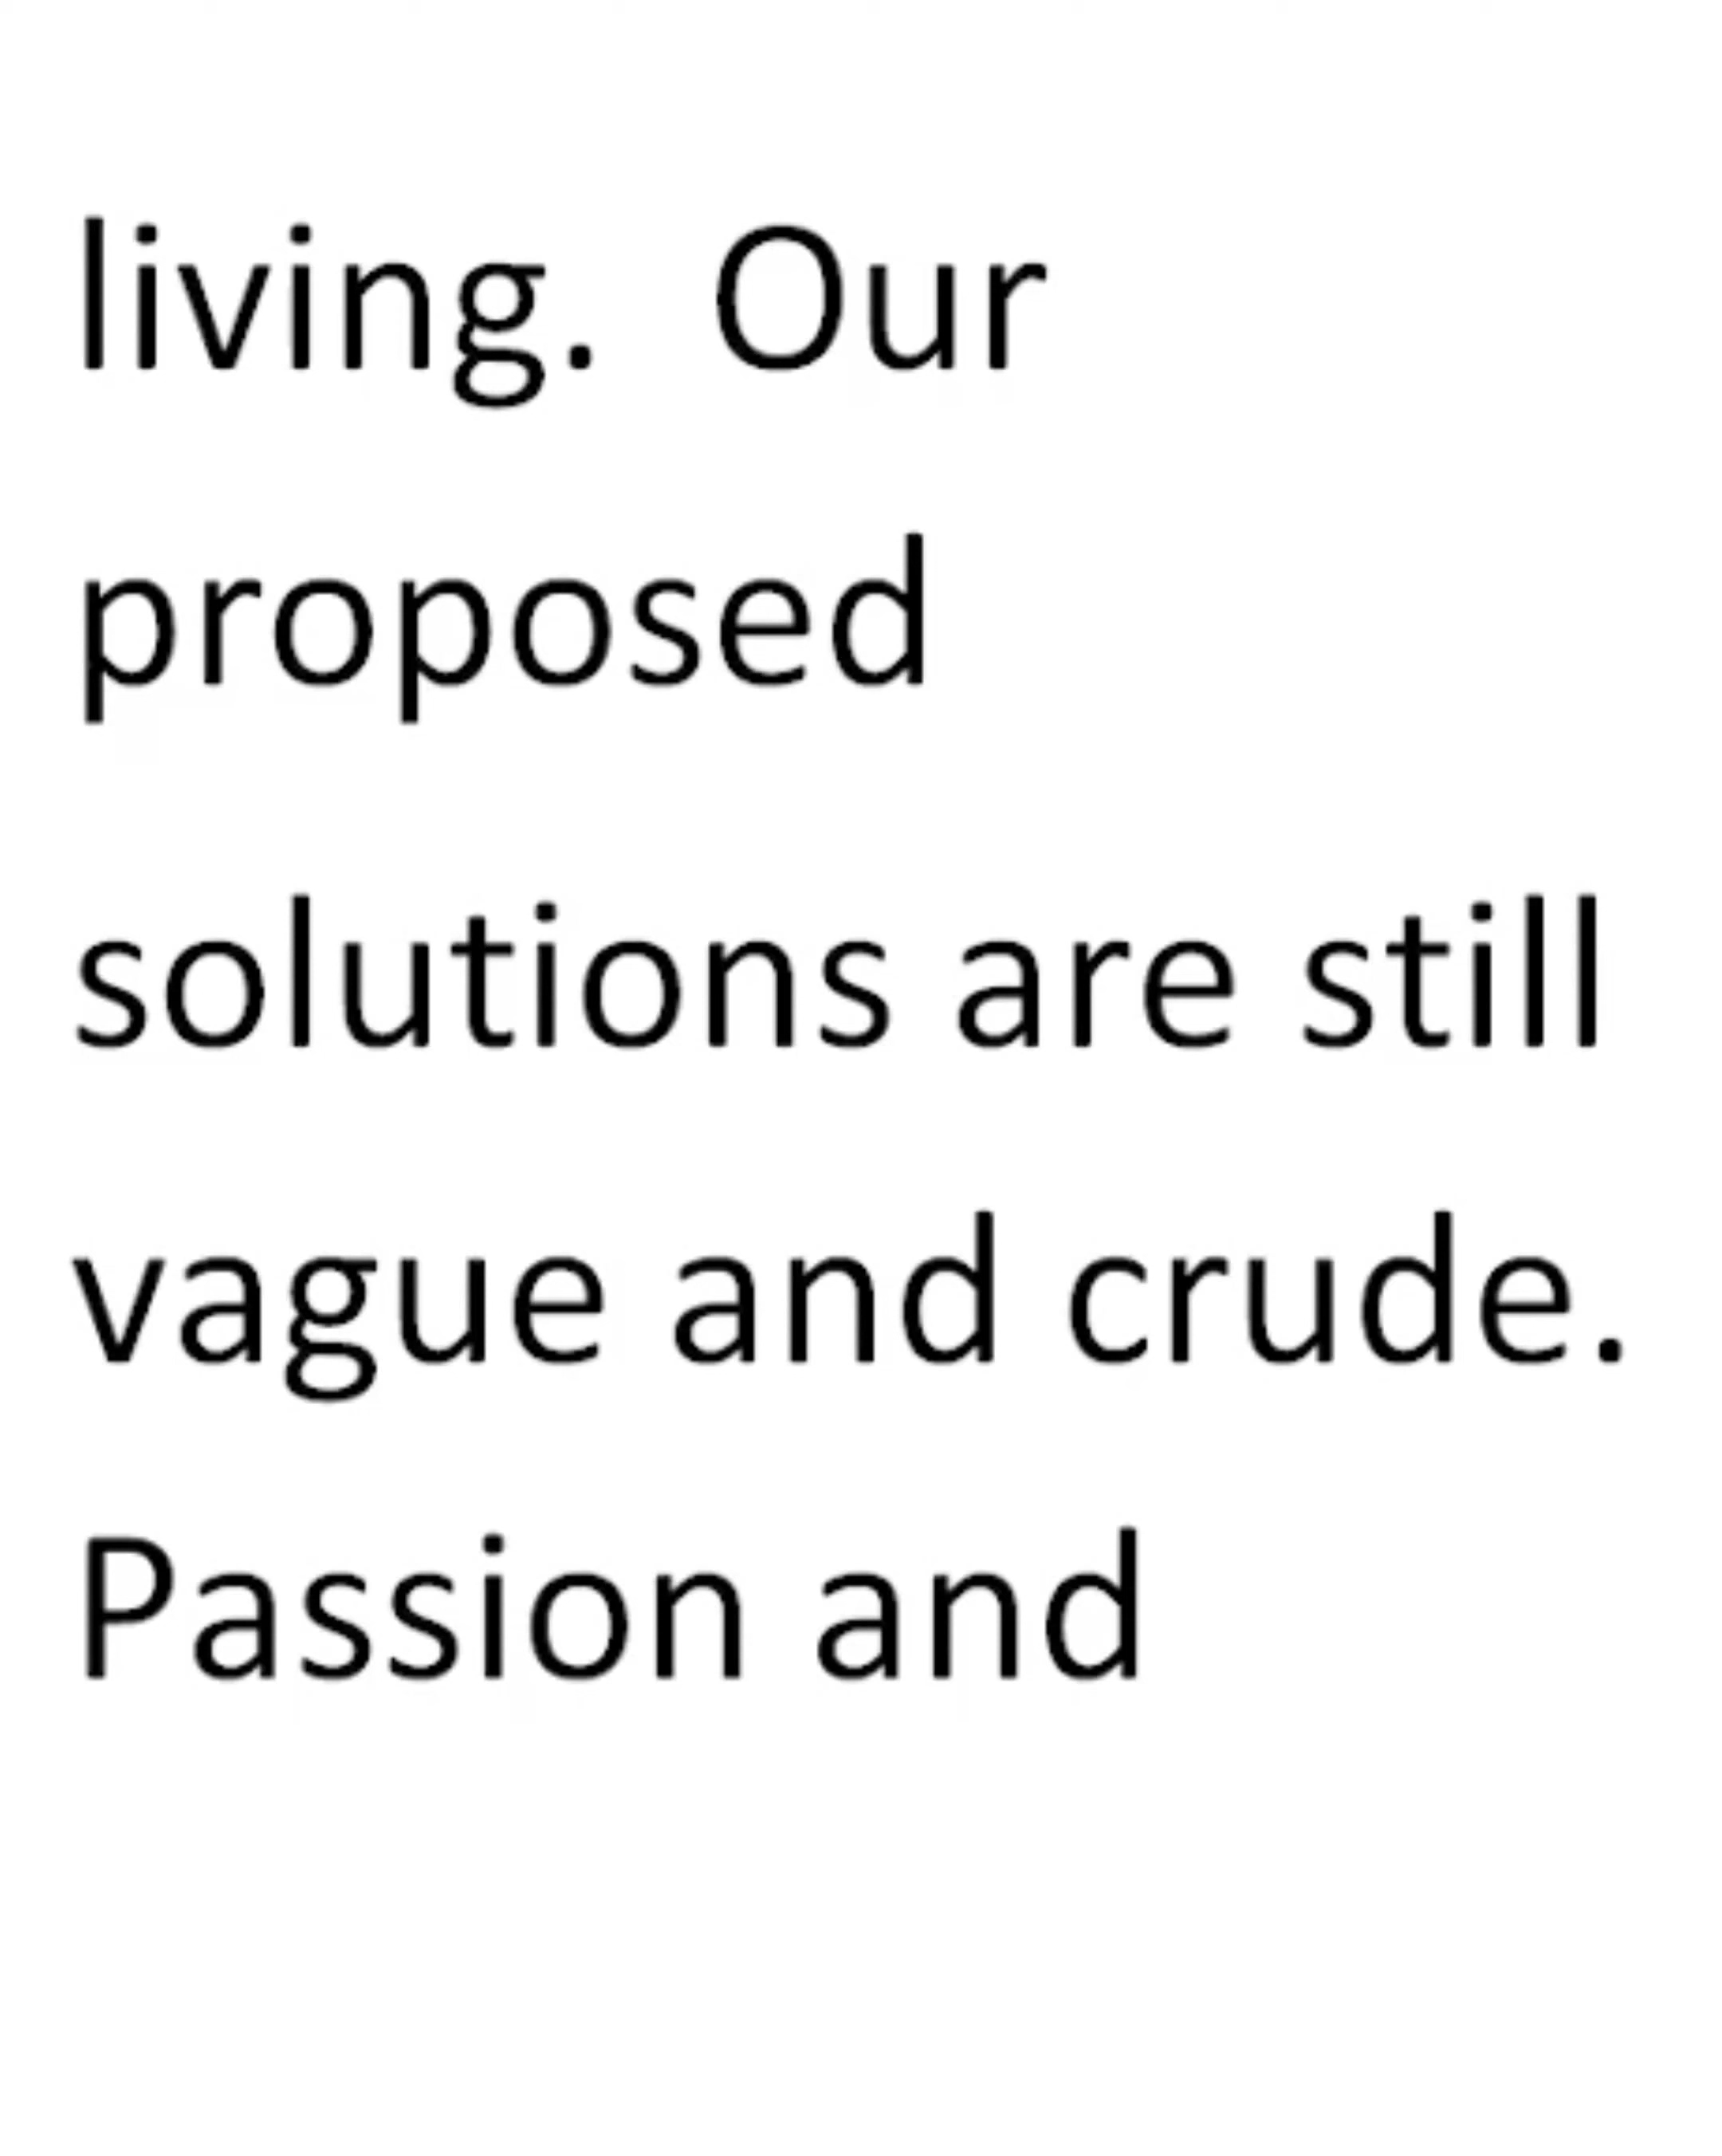 living.  Our
proposed
solutions are still
vague and crude.
Passion and